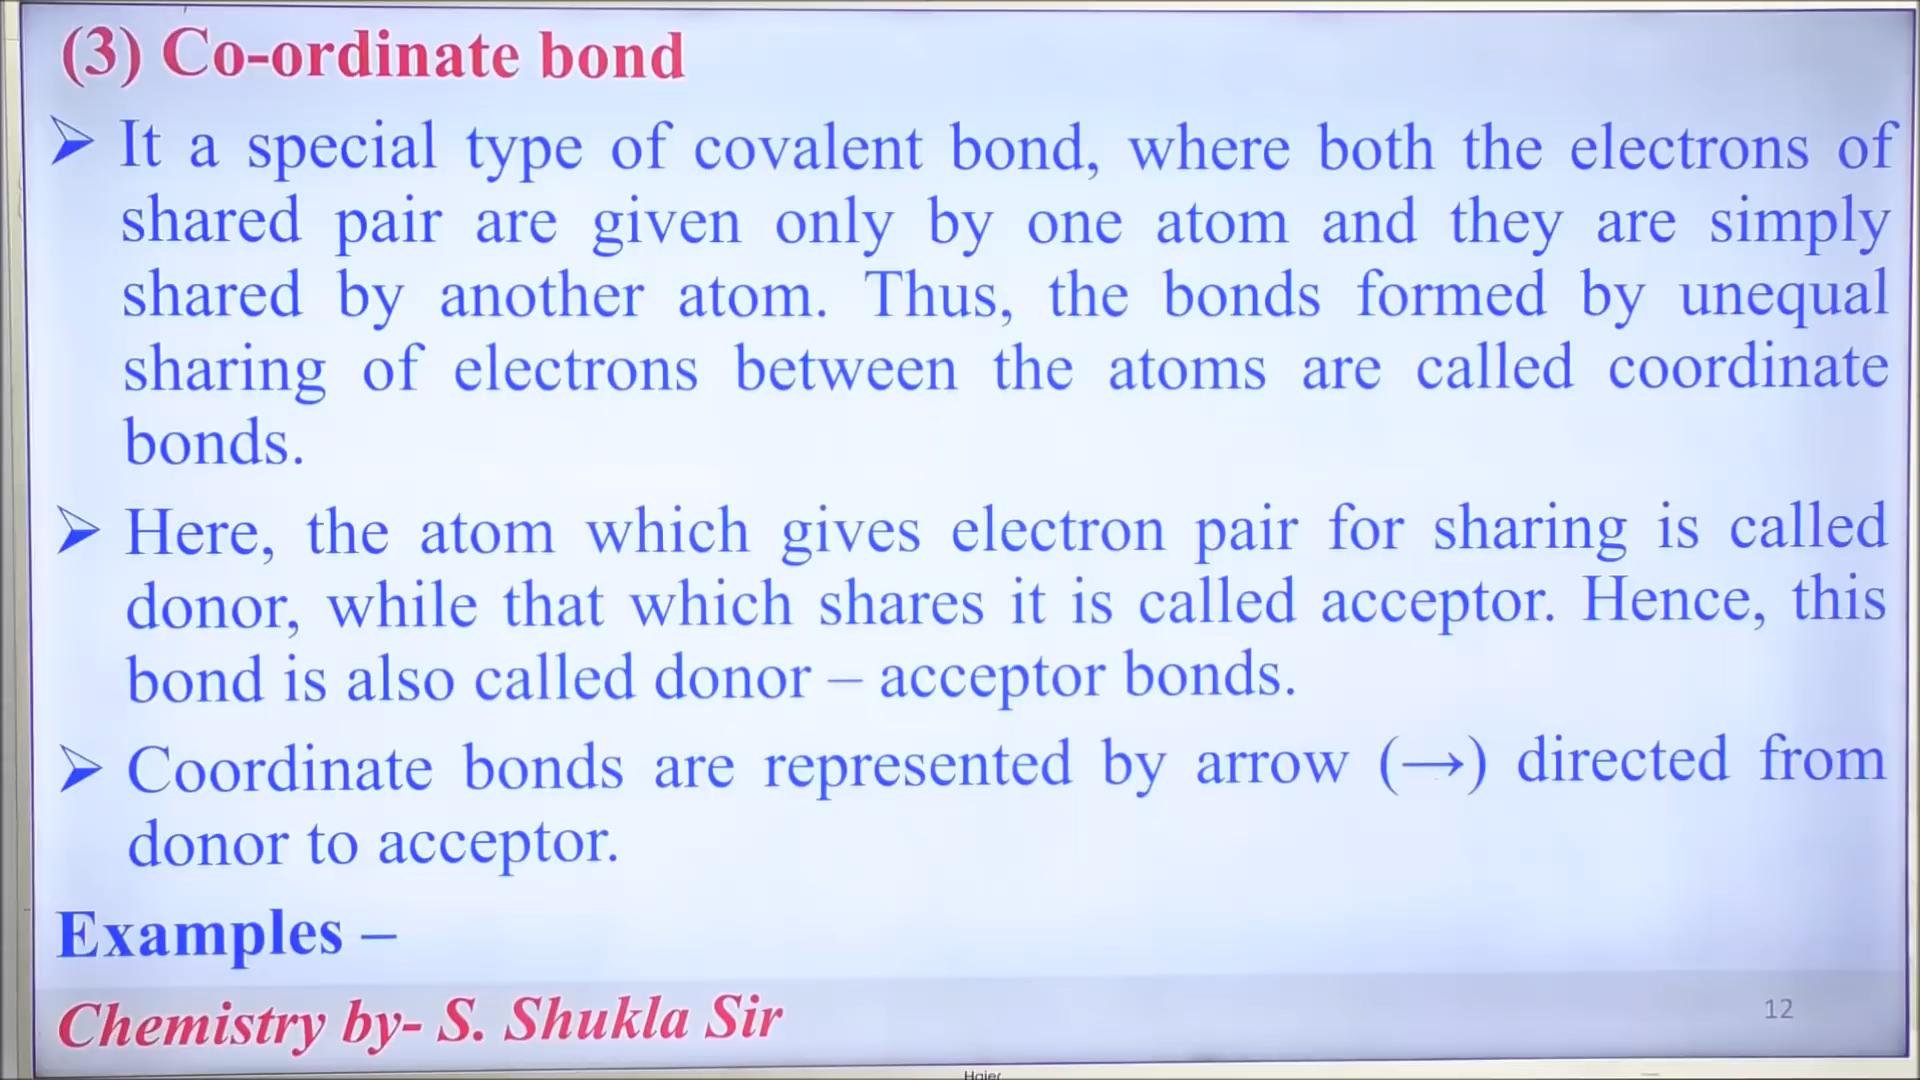 (3) Co-ordinate bond
➢ It a special type of covalent bond, where both the electrons of
shared pair are given only by one atom and they are simply
shared by another atom. Thus, the bonds formed by unequal
sharing of electrons between the atoms are called coordinate
bonds.
➢ Here, the atom which gives electron pair for sharing is called
donor, while that which shares it is called acceptor. Hence, this
bond is also called donor – acceptor bonds.
➢ Coordinate bonds are represented by arrow (→) directed from
donor to acceptor.
Examples –
Chemistry by- S. Shukla Sir
12
Haier